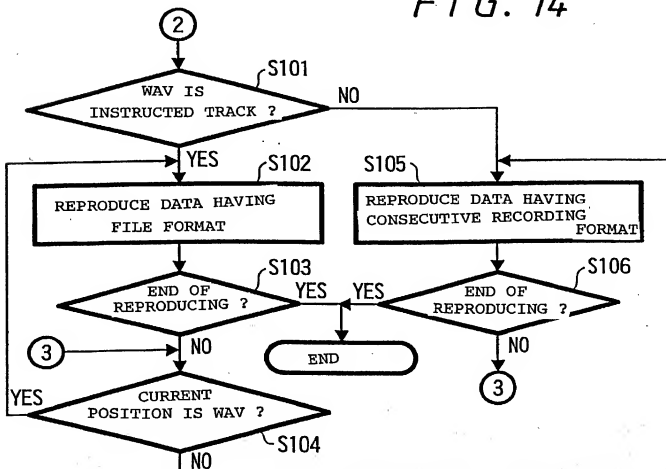 FIG. 14
2
S101
WAV IS
INSTRUCTED TRACK ?
NO
YES
S102
REPRODUCE DATA HAVING
FILE FORMAT
S105
REPRODUCE DATA HAVING
CONSECUTIVE RECORDING
FORMAT
S103
END OF
REPRODUCING ?
YES
YES
S106
END OF
REPRODUCING ?
NO
END
NO
3
3
YES
CURRENT
POSITION IS WAV ?
S104
NO